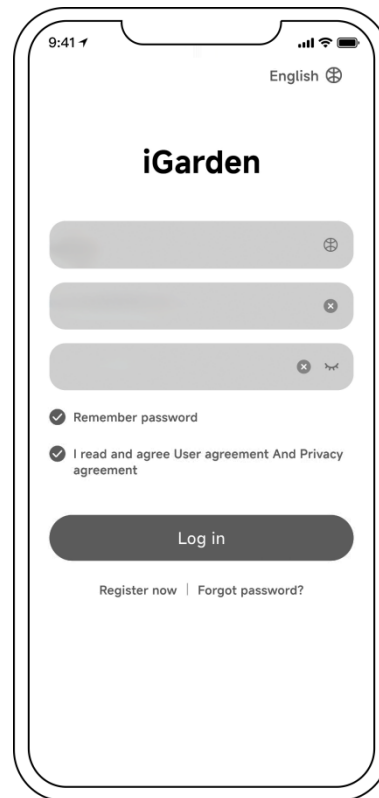 9:41
English
iGarden
Remember password
I read and agree User agreement And Privacy
agreement
Log in
Register now | Forgot password?